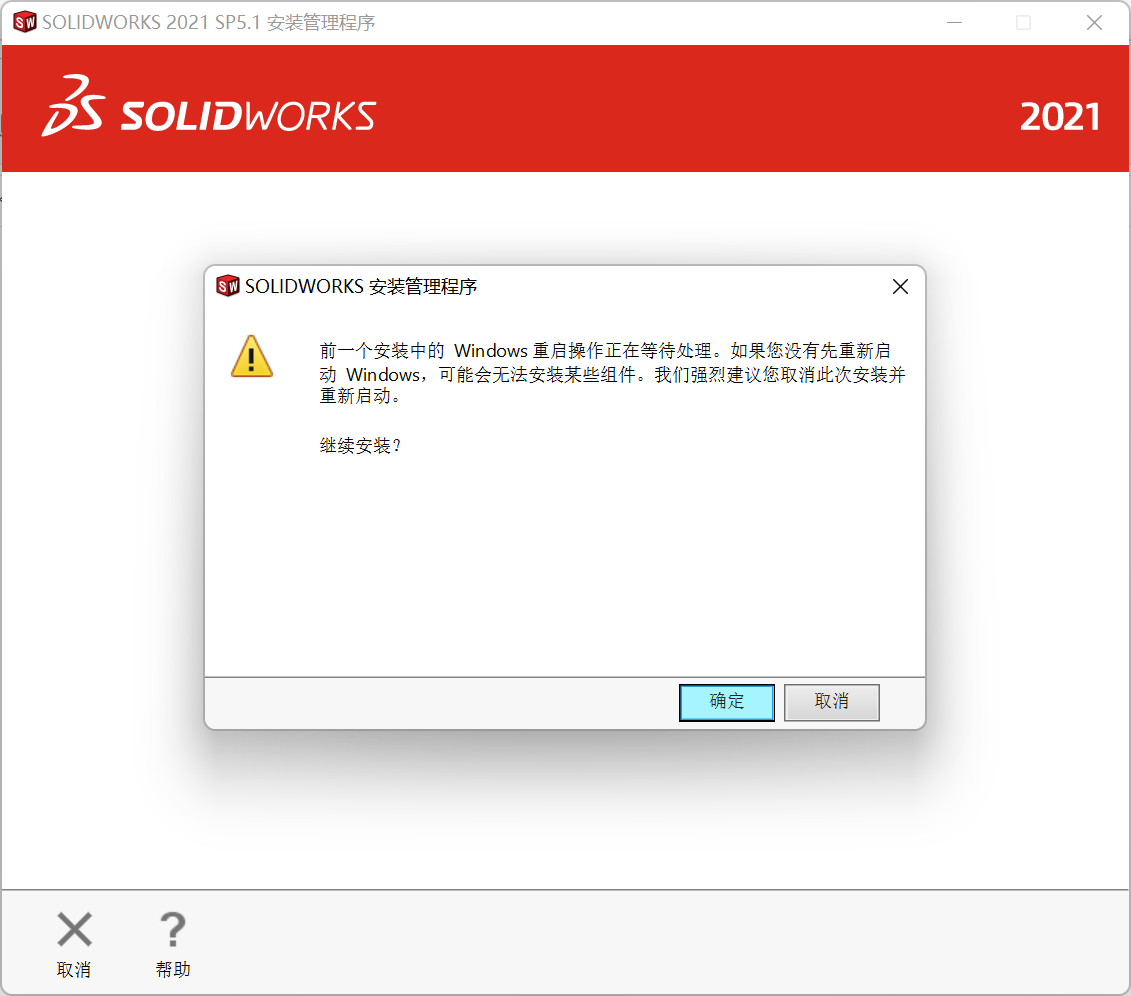 SOLIDWORKS 2021 SP5.1 安装管理程序
SOLIDWORKS
2021
SOLIDWORKS 安装管理程序
前一个安装中的 Windows 重启操作正在等待处理。如果您没有先重新启
动 Windows，可能会无法安装某些组件。我们强烈建议您取消此次安装并
重新启动。
继续安装？
确定
取消
取消
帮助